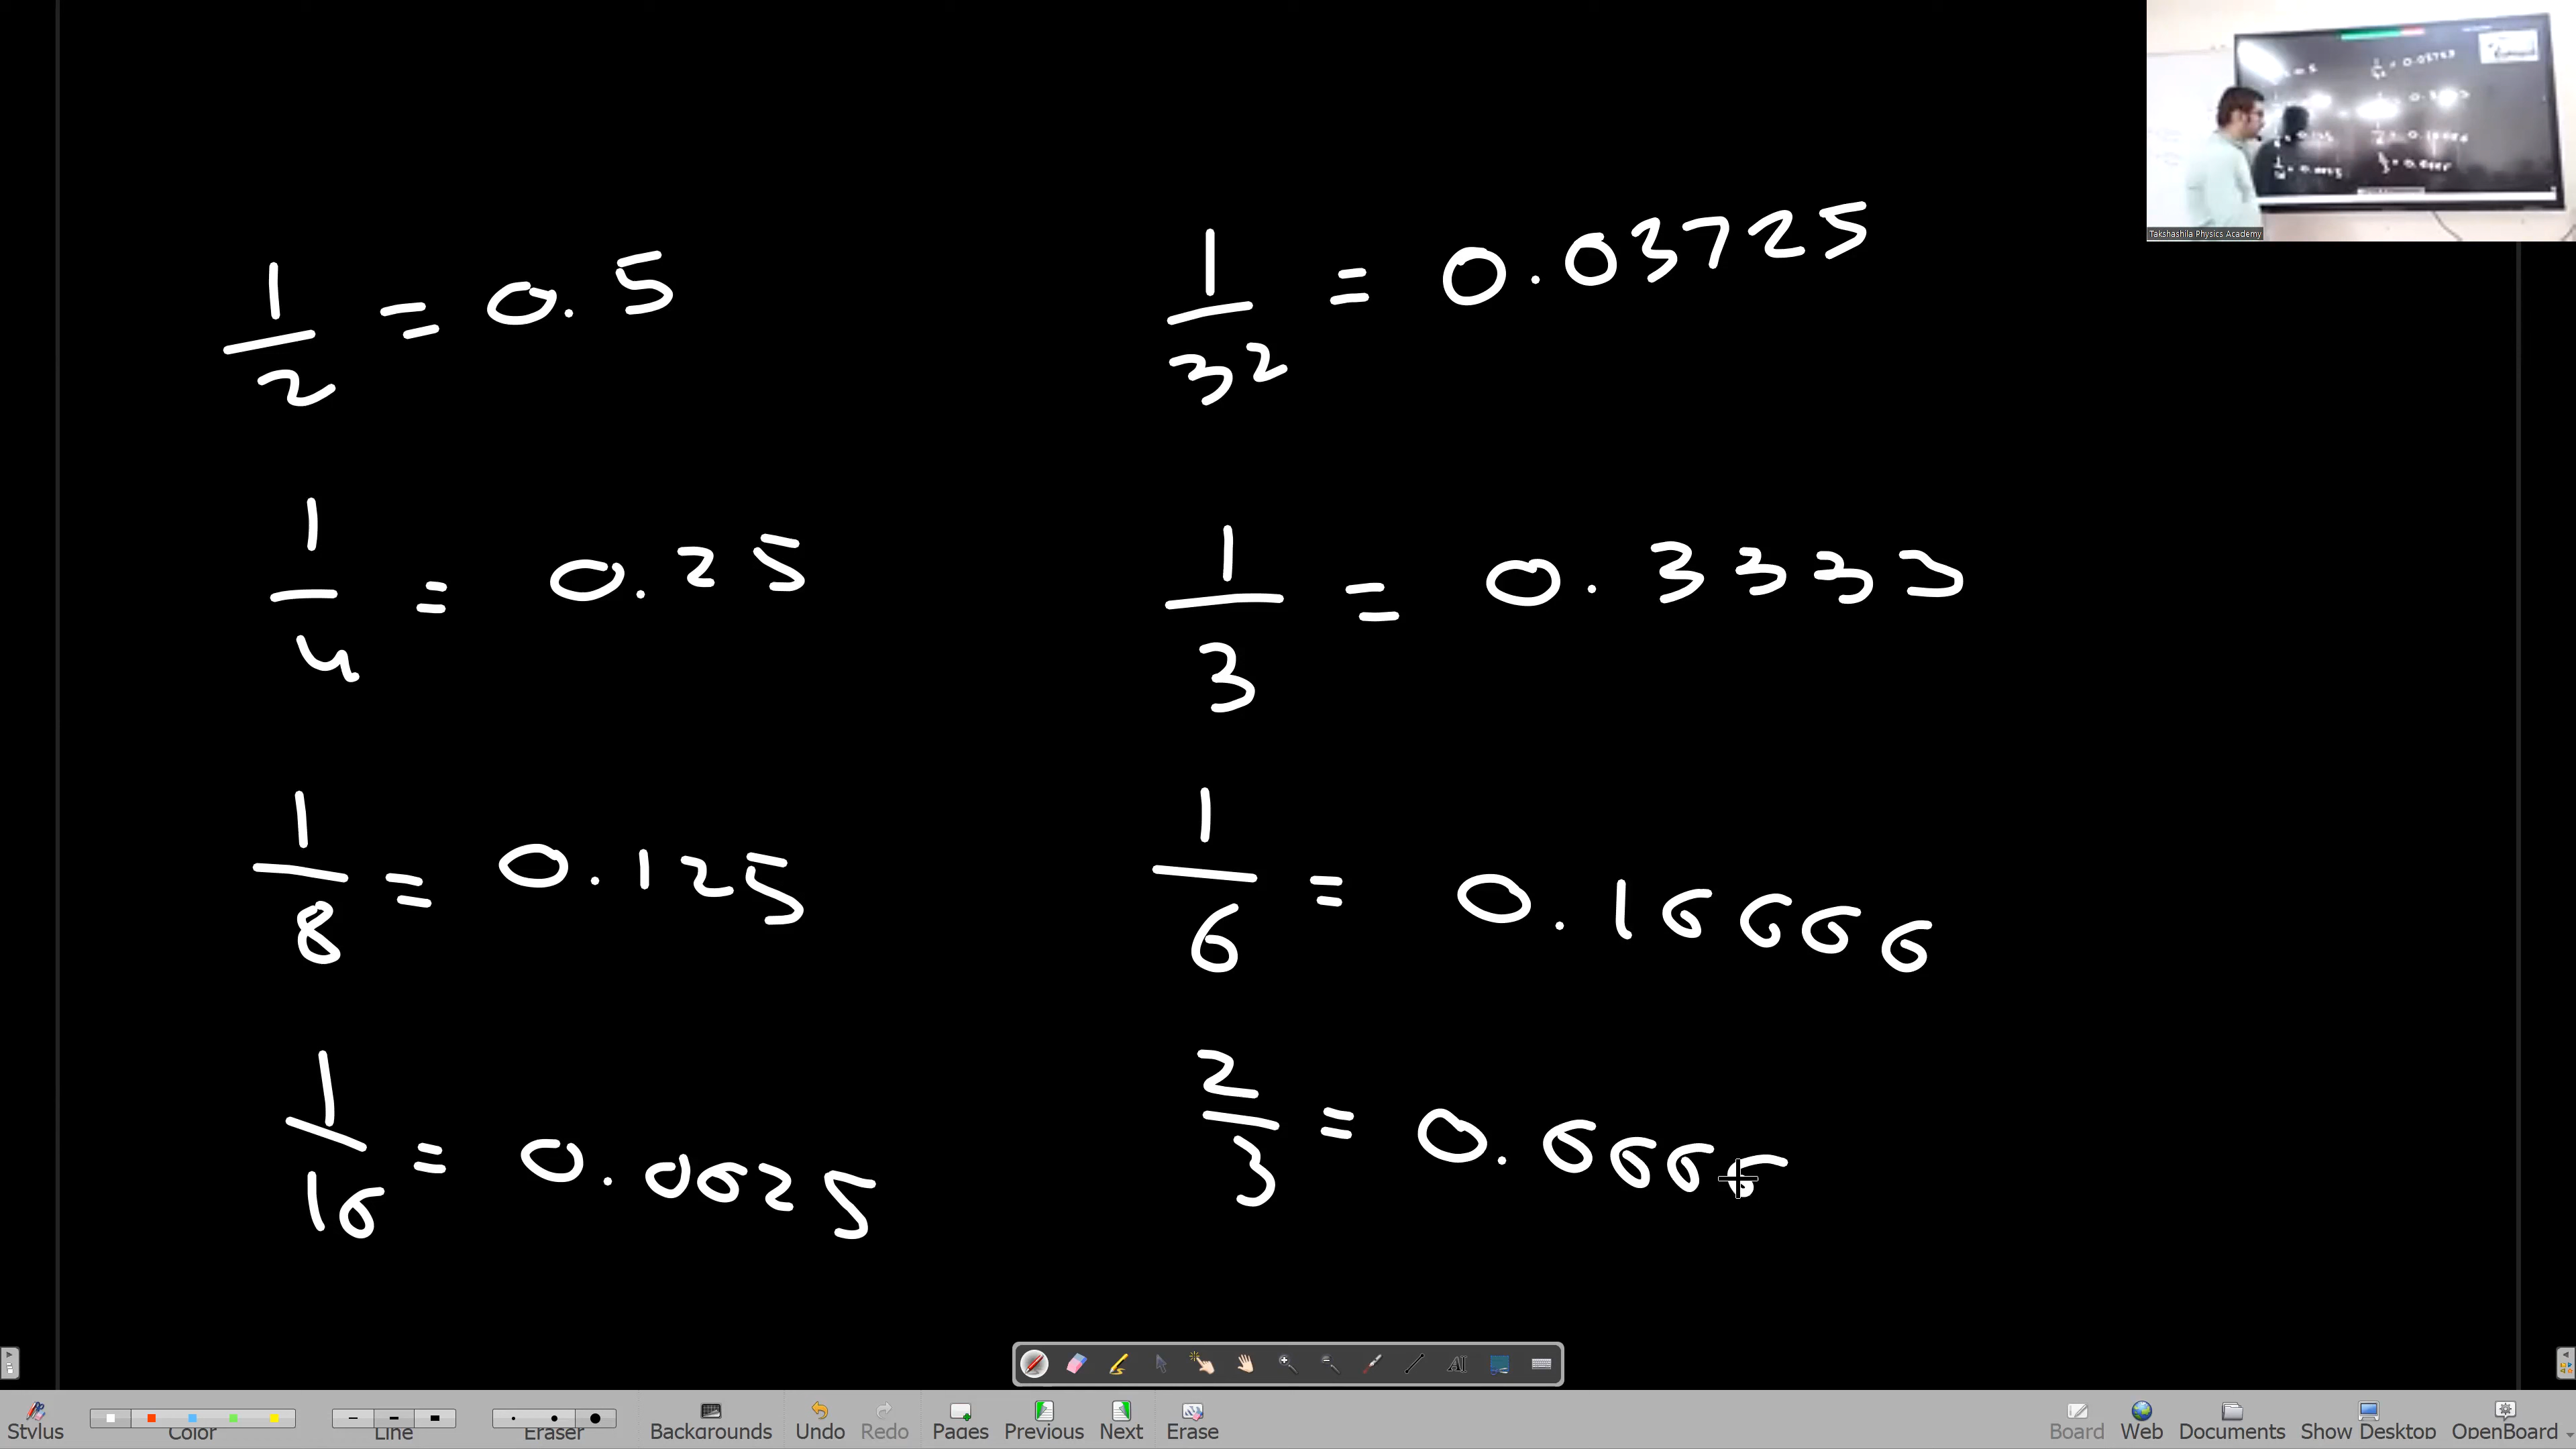 1/2 = 0.5
1/4 = 0.25
1/8 = 0.125
1/16 = 0.0625
1/32 = 0.03725
1/3 = 0.3333
1/6 = 0.16666
2/3 = 0.6666
Takshashila Physics Academy
Stylus Color Line Eraser Backgrounds Undo Redo Pages Previous Next Erase Board Web Documents Show Desktop OpenBoard